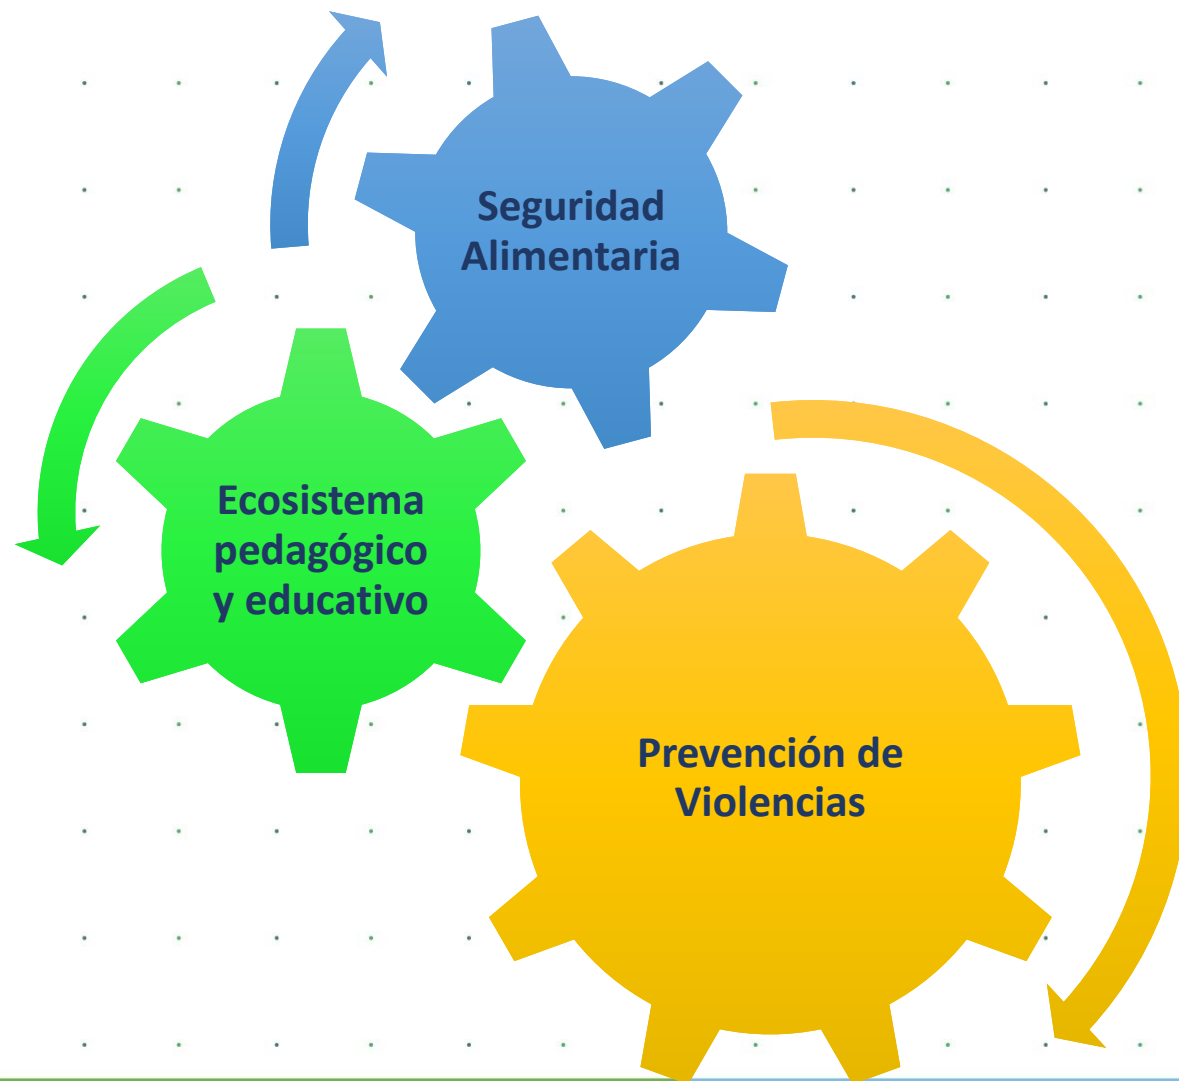 Seguridad
Alimentaria
Ecosistema
pedagógico
y educativo
Prevención de
Violencias